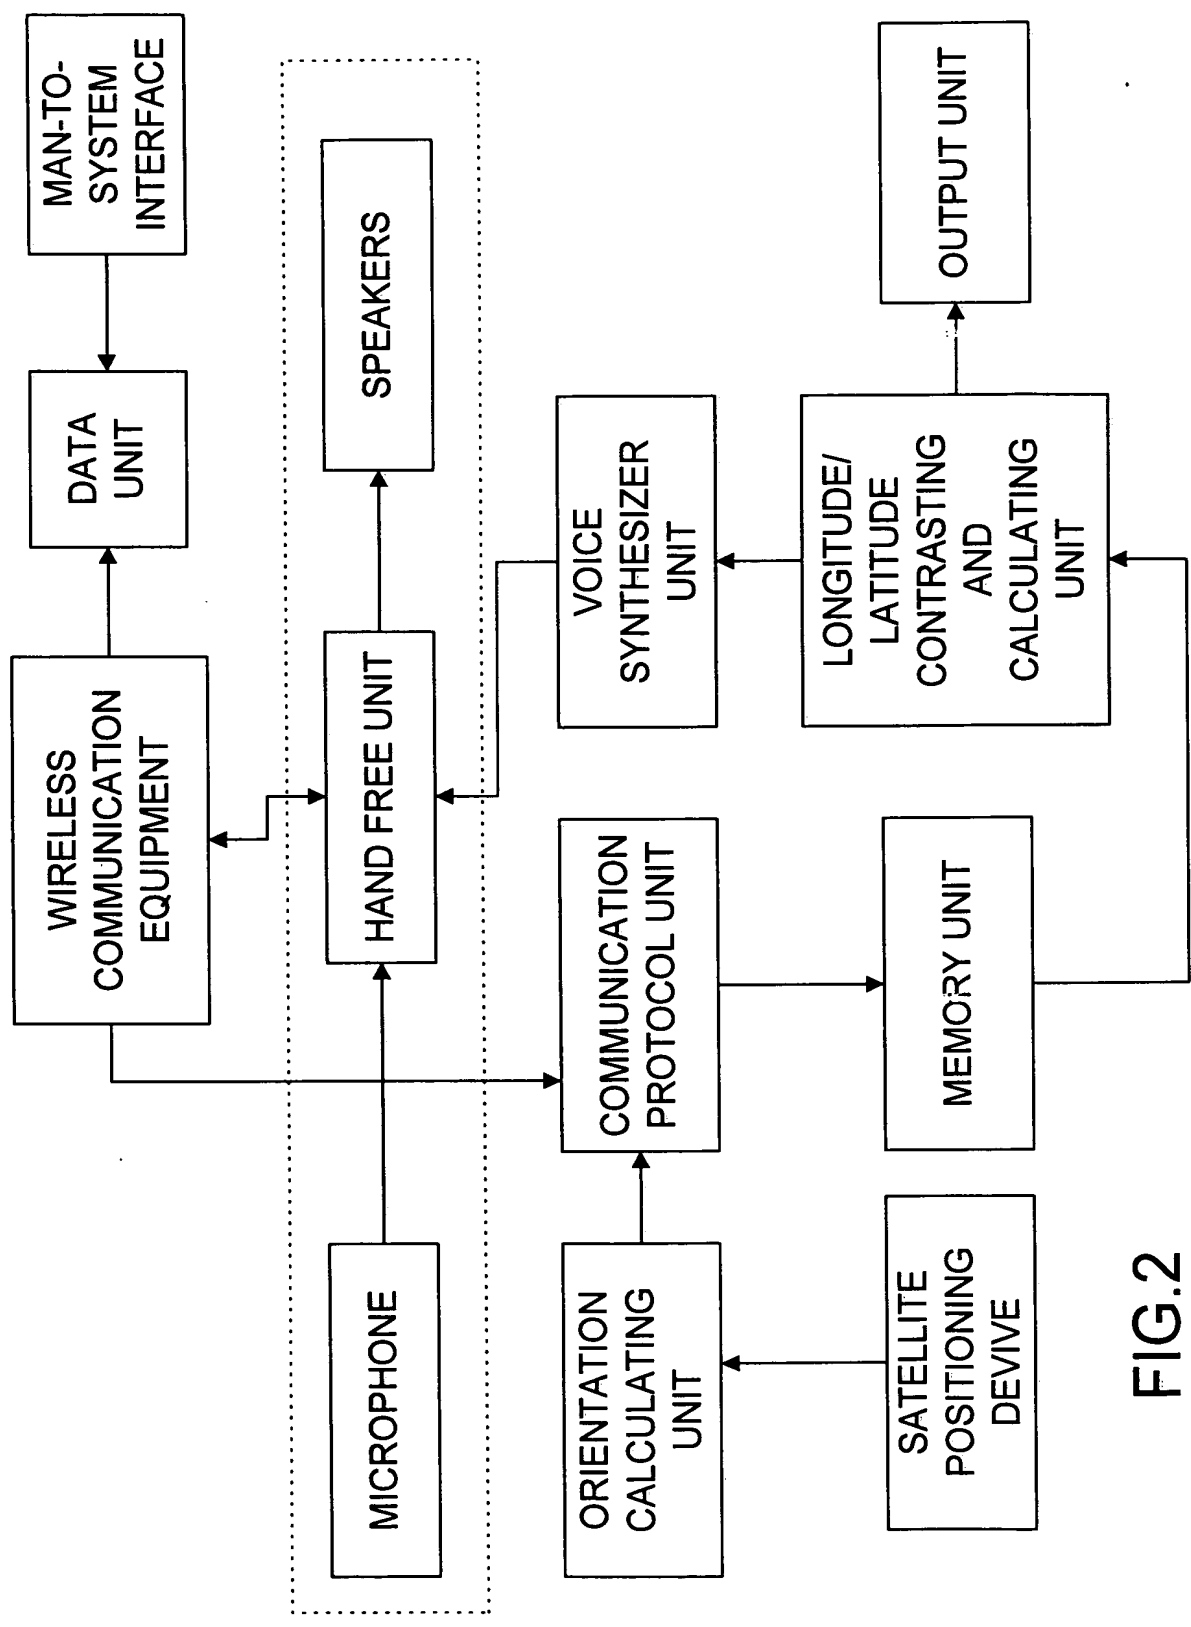 MICROPHONE
HAND FREE UNIT
SPEAKERS
WIRELESS
COMMUNICATION
EQUIPMENT
DATA
UNIT
MAN-TO-
SYSTEM
INTERFACE
ORIENTATION
CALCULATING
UNIT
COMMUNICATION
PROTOCOL UNIT
VOICE
SYNTHESIZER
UNIT
SATELLITE
POSITIONING
DEVIVE
MEMORY UNIT
LONGITUDE/
LATITUDE
CONTRASTING
AND
CALCULATING
UNIT
OUTPUT UNIT
FIG.2